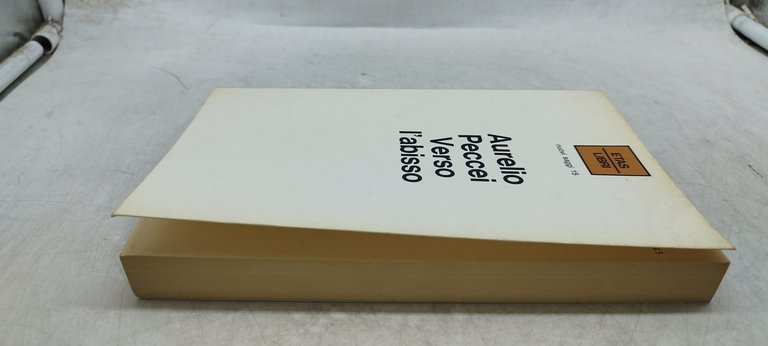 ETAS
LIBRI
nuovi saggi 15
Aurelio
Peccei
Verso
l'abisso